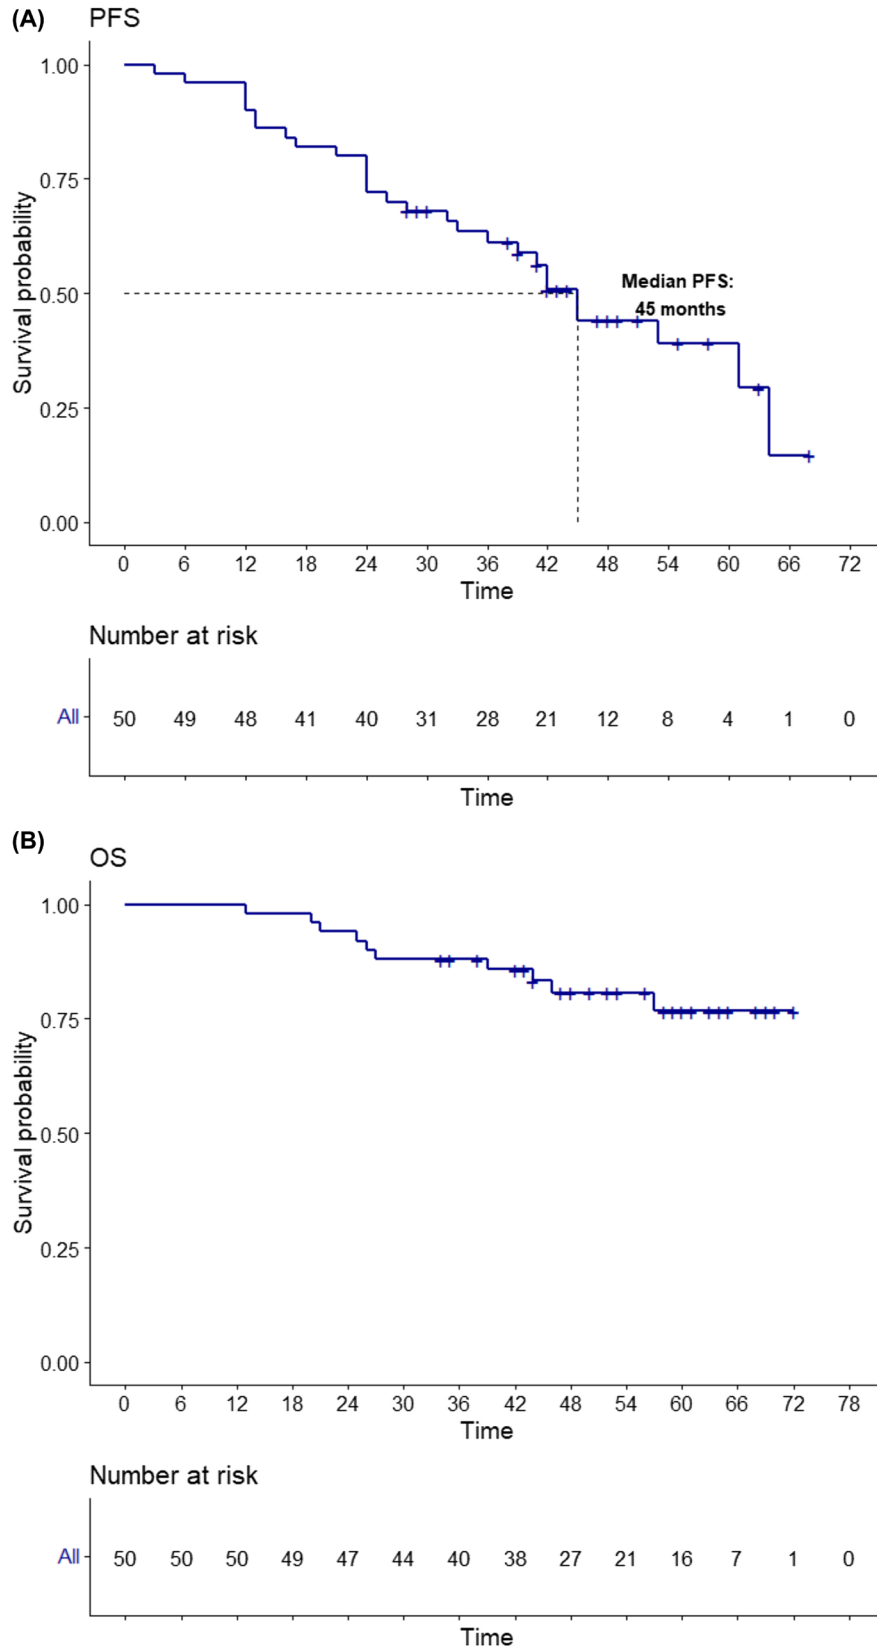 (A)
PFS
Survival probability
1.00
0.75
0.50
0.25
0.00
Median PFS:
45 months
0 6 12 18 24 30 36 42 48 54 60 66 72
Time
Number at risk
All 50 49 48 41 40 31 28 21 12 8 4 1 0
Time
(B)
OS
Survival probability
1.00
0.75
0.50
0.25
0.00
0 6 12 18 24 30 36 42 48 54 60 66 72 78
Time
Number at risk
All 50 50 50 49 47 44 40 38 27 21 16 7 1 0
Time